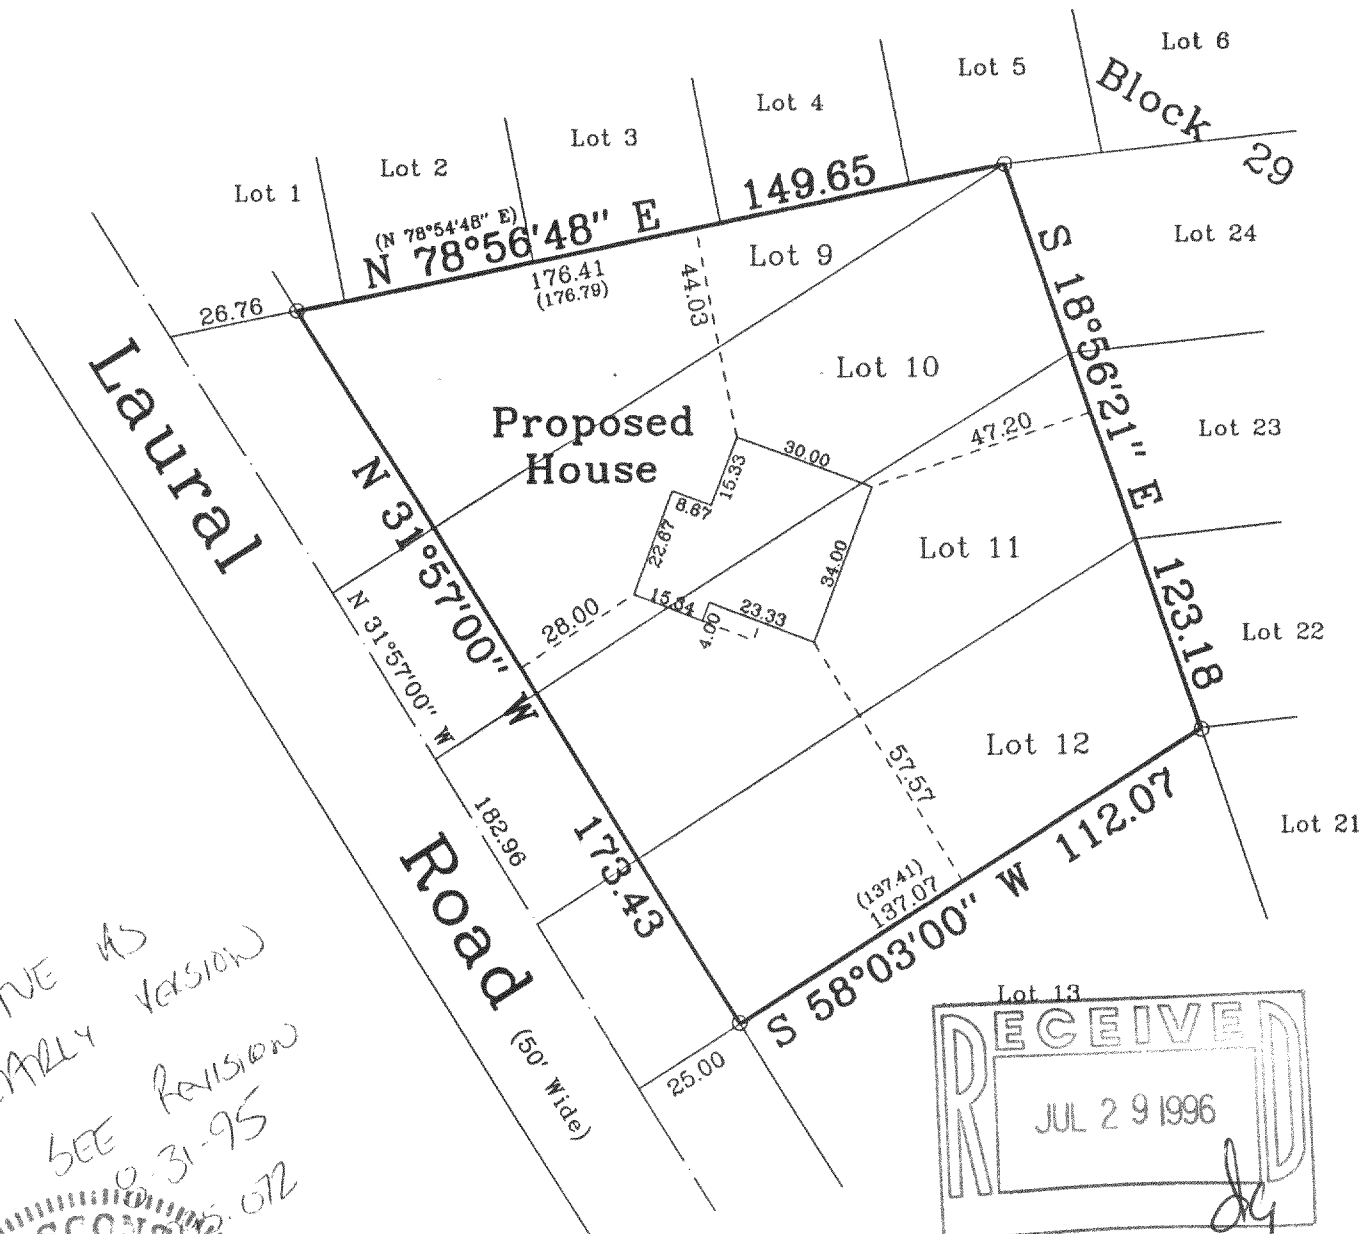 Lot 6
Lot 5
Block
29
Lot 4
Lot 3
Lot 2
Lot 1
(N 78°54'48" E)
N 78°56'48" E 149.65
176.41
(176.79)
26.76
Lot 9
44.03
Lot 24
S 18°56'21" E 123.18
Lot 10
Proposed
House
30.00
15.33
8.67
22.67
47.20
Lot 23
Laural
N 31°57'00" W 173.43
28.00
15.34
4.00
23.33
34.00
Lot 11
N 31°57'00" W
182.96
Lot 22
Lot 12
57.57
Lot 21
(137.41)
137.07
S 58°03'00" W 112.07
Road
(50' Wide)
25.00
Lot 13
RECEIVED
JUL 29 1996
AS
VERSION
SEE REVISION
31-95
072